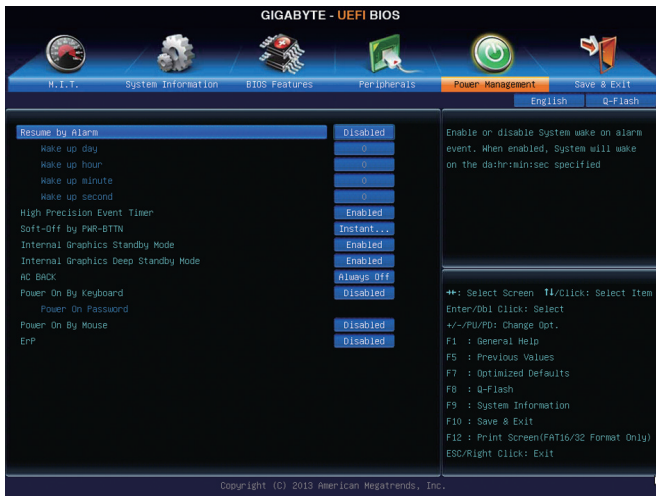 GIGABYTE - UEFI BIOS
M.I.T. System Information BIOS Features Peripherals Power Management Save & Exit
English Q-Flash
Resume by Alarm Disabled
Wake up day 0
Wake up hour 0
Wake up minute 0
Wake up second 0
High Precision Event Timer Enabled
Soft-Off by PWR-BTTN Instant...
Internal Graphics Standby Mode Enabled
Internal Graphics Deep Standby Mode Enabled
AC BACK Always Off
Power On By Keyboard Disabled
Power On Password
Power On By Mouse Disabled
ErP Disabled
Enable or disable System wake on alarm
event. When enabled, System will wake
on the da:hr:min:sec specified
→←: Select Screen ↑↓/Click: Select Item
Enter/Dbl Click: Select
+/-/PU/PD: Change Opt.
F1 : General Help
F5 : Previous Values
F7 : Optimized Defaults
F8 : Q-Flash
F9 : System Information
F10 : Save & Exit
F12 : Print Screen(FAT16/32 Format Only)
ESC/Right Click: Exit
Copyright (C) 2013 American Megatrends, Inc.